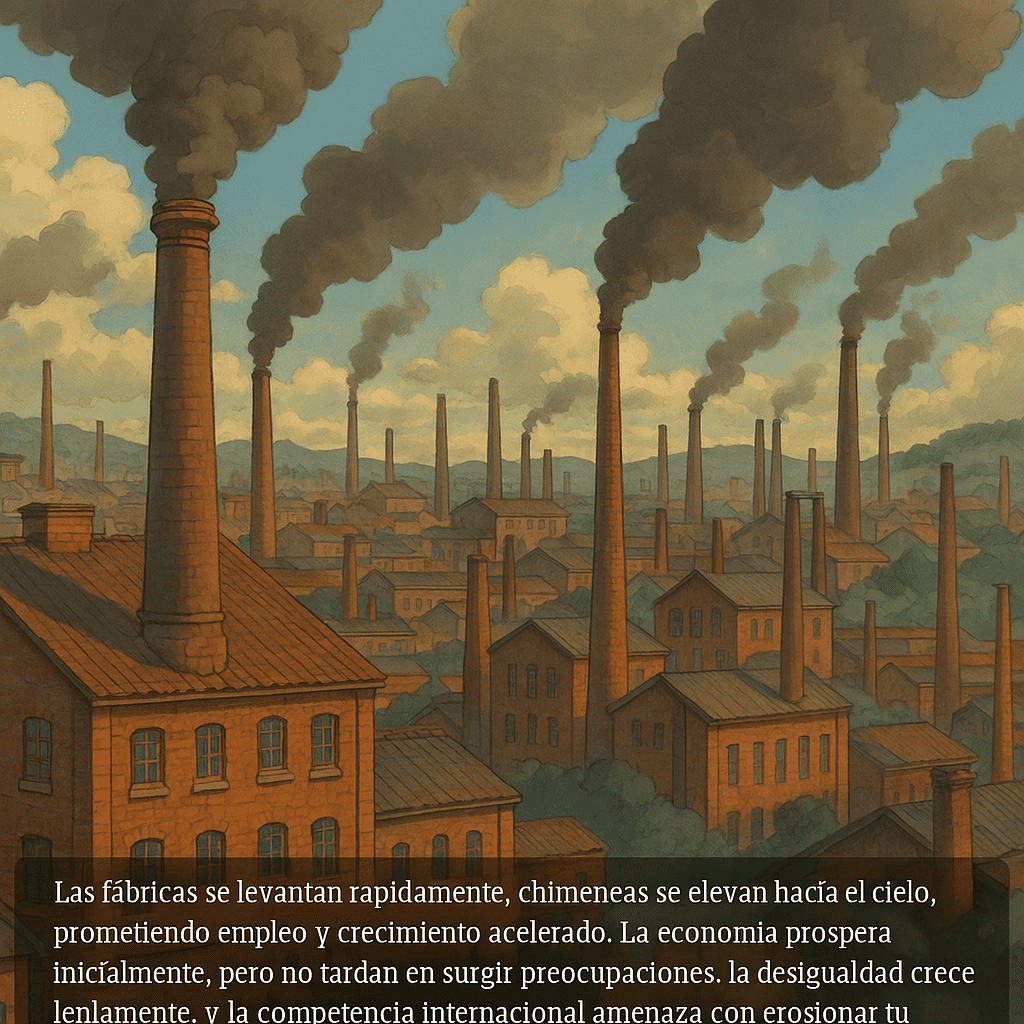 Las fábricas se levantan rapidamente, chimeneas se elevan hacía el cielo,
prometiendo empleo y crecimiento acelerado. La economia prospera
inicíalmente, pero no tardan en surgir preocupaciones. la desigualdad crece
lenlamente. y la competencia internacional amenaza con erosionar tu